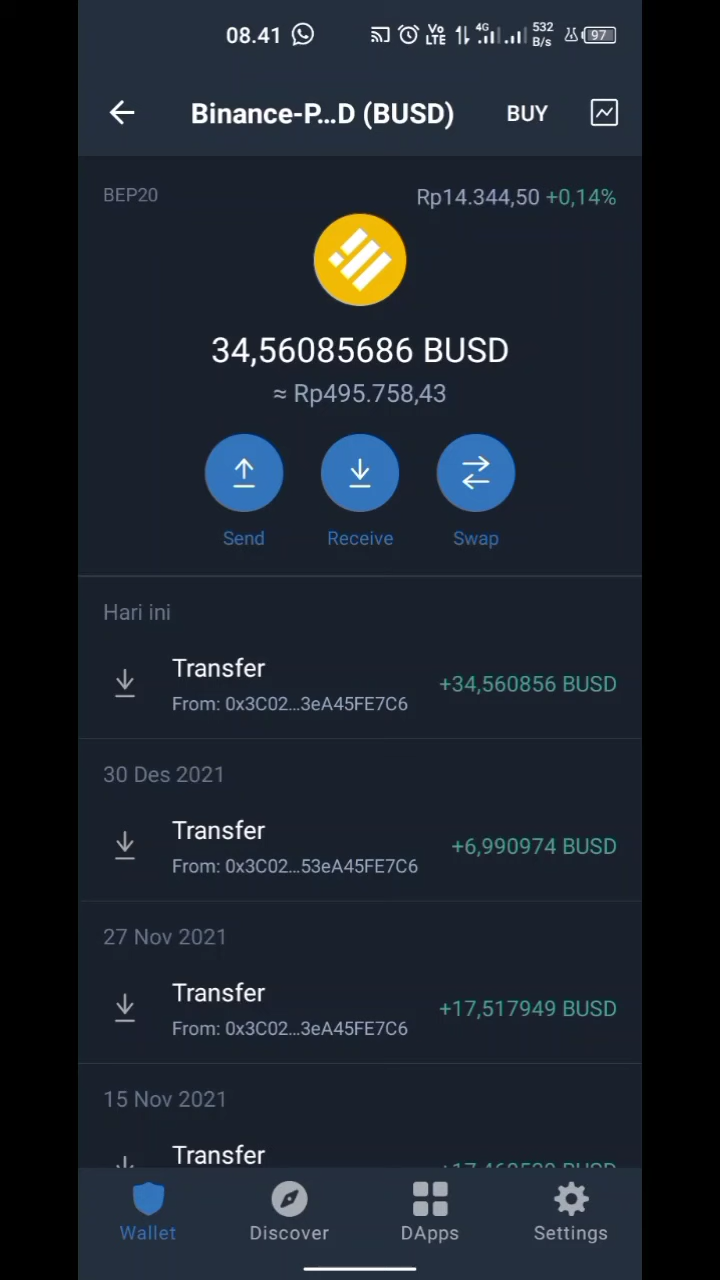 08.41
Vo LTE 4G 532 B/s 97
Binance-P...D (BUSD) BUY
BEP20 Rp14.344,50 +0,14%
34,56085686 BUSD
≈ Rp495.758,43
Send Receive Swap
Hari ini
Transfer
+34,560856 BUSD
From: 0x3C02...3eA45FE7C6
30 Des 2021
Transfer
+6,990974 BUSD
From: 0x3C02...53eA45FE7C6
27 Nov 2021
Transfer
+17,517949 BUSD
From: 0x3C02...3eA45FE7C6
15 Nov 2021
Transfer
Wallet Discover DApps Settings